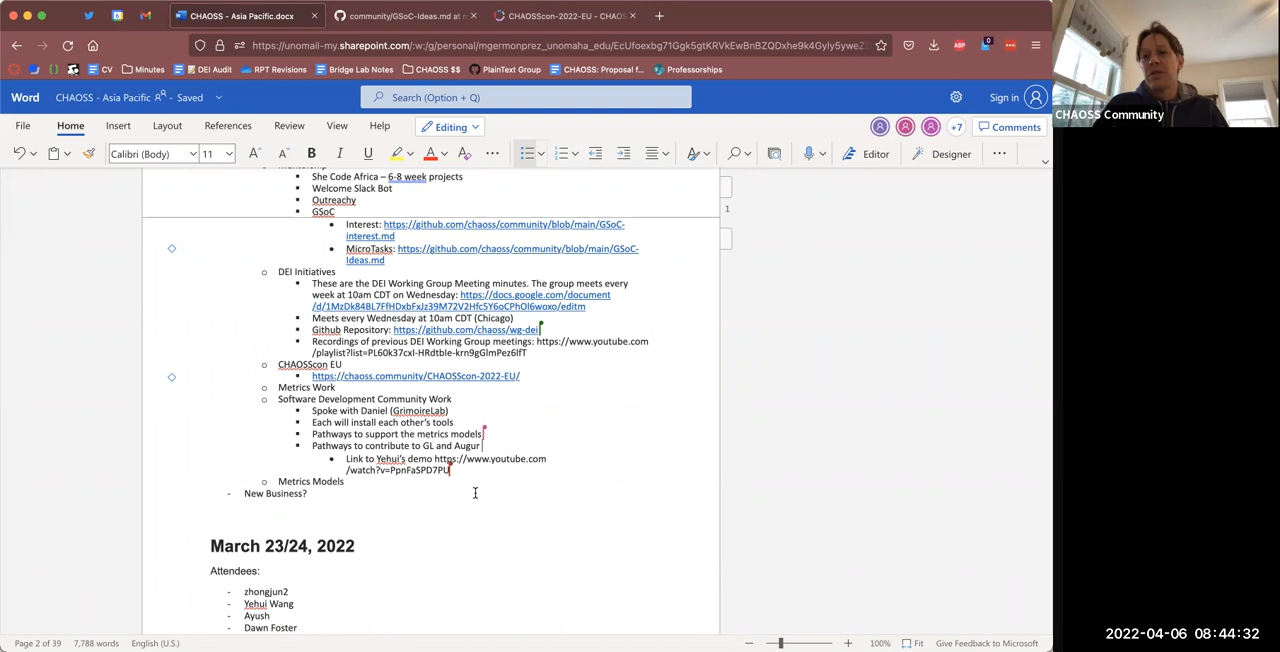 CHAOSS - Asia Pacific.docx
community/GSoC-Ideas.md at m
CHAOSScon-2022-EU - CHAOS
https://unomail-my.sharepoint.com/:w:/g/personal/mgermonprez_unomaha_edu/EcUfoexbg71Ggk5gtKRVkEwBnBZQDxhe9k4Gyly5yweZ
CV
Minutes
DEI Audit
RPT Revisions
Bridge Lab Notes
CHAOSS $$
PlainText Group
CHAOSS: Proposal f...
Professorships
Word
CHAOSS - Asia Pacific - Saved
Search (Option + Q)
Sign in
File
Home
Insert
Layout
References
Review
View
Help
Editing
+7
Comments
Calibri (Body)
11
Editor
Designer
She Code Africa – 6-8 week projects
Welcome Slack Bot
Outreachy
GSoC
1
Interest: https://github.com/chaoss/community/blob/main/GSoC-
interest.md
MicroTasks: https://github.com/chaoss/community/blob/main/GSoC-
Ideas.md
DEI Initiatives
These are the DEI Working Group Meeting minutes. The group meets every
week at 10am CDT on Wednesday: https://docs.google.com/document
/d/1MzDk84BL7FfHDxbFxJz39M72V2Hfc5Y6oCPhOl6woxo/editm
Meets every Wednesday at 10am CDT (Chicago)
Github Repository: https://github.com/chaoss/wg-dei
Recordings of previous DEI Working Group meetings: https://www.youtube.com
/playlist?list=PL60k37cxI-HRdtbIe-krn9gGlmPez6lfT
CHAOSScon EU
https://chaoss.community/CHAOSScon-2022-EU/
Metrics Work
Software Development Community Work
Spoke with Daniel (GrimoireLab)
Each will install each other's tools
Pathways to support the metrics models
Pathways to contribute to GL and Augur
Link to Yehui's demo https://www.youtube.com
/watch?v=PpnFaSPD7PU
Metrics Models
- New Business?
March 23/24, 2022
Attendees:
- zhongjun2
- Yehui Wang
- Ayush
- Dawn Foster
Page 2 of 39
7,788 words
English (U.S.)
100%
Fit
Give Feedback to Microsoft
CHAOSS Community
2022-04-06 08:44:32